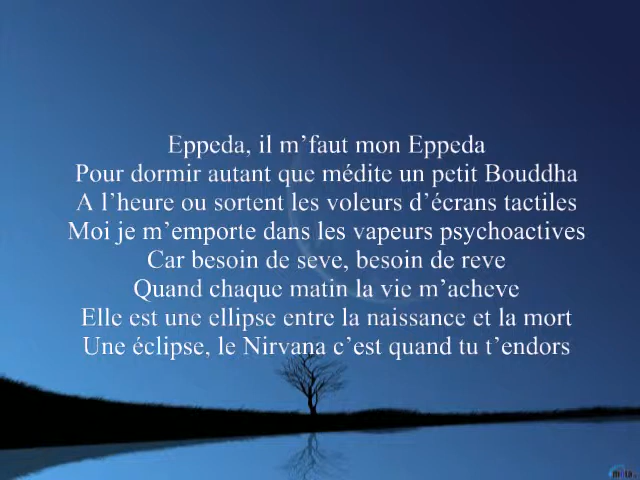 Eppeda, il m’faut mon Eppeda
Pour dormir autant que médite un petit Bouddha
A l’heure ou sortent les voleurs d’écrans tactiles
Moi je m’emporte dans les vapeurs psychoactives
Car besoin de seve, besoin de reve
Quand chaque matin la vie m’acheve
Elle est une ellipse entre la naissance et la mort
Une éclipse, le Nirvana c’est quand tu t’endors